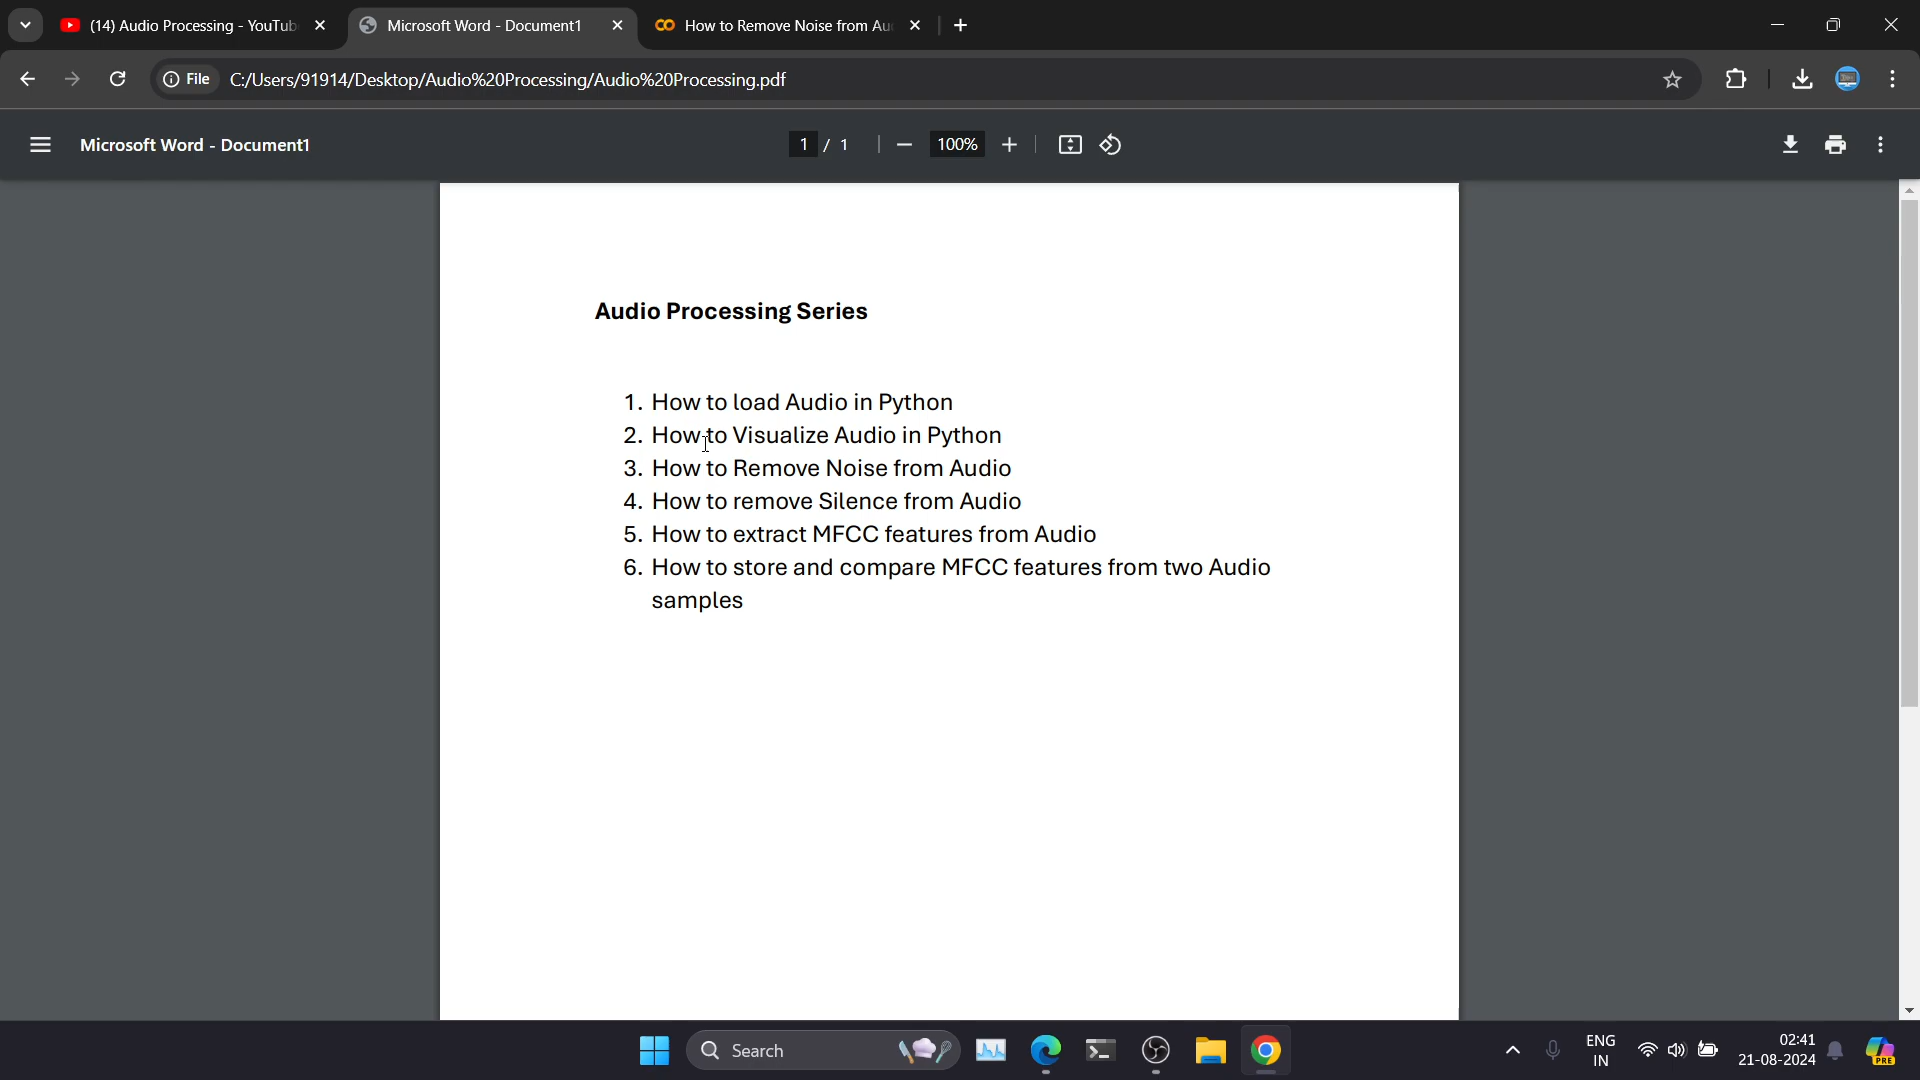 (14) Audio Processing - YouTub
Microsoft Word - Document1
How to Remove Noise from Au
File
C:/Users/91914/Desktop/Audio%20Processing/Audio%20Processing.pdf
Microsoft Word - Document1
1 / 1
100%
Audio Processing Series
1. How to load Audio in Python
2. How to Visualize Audio in Python
3. How to Remove Noise from Audio
4. How to remove Silence from Audio
5. How to extract MFCC features from Audio
6. How to store and compare MFCC features from two Audio
samples
Search
ENG
IN
02:41
21-08-2024
PRE